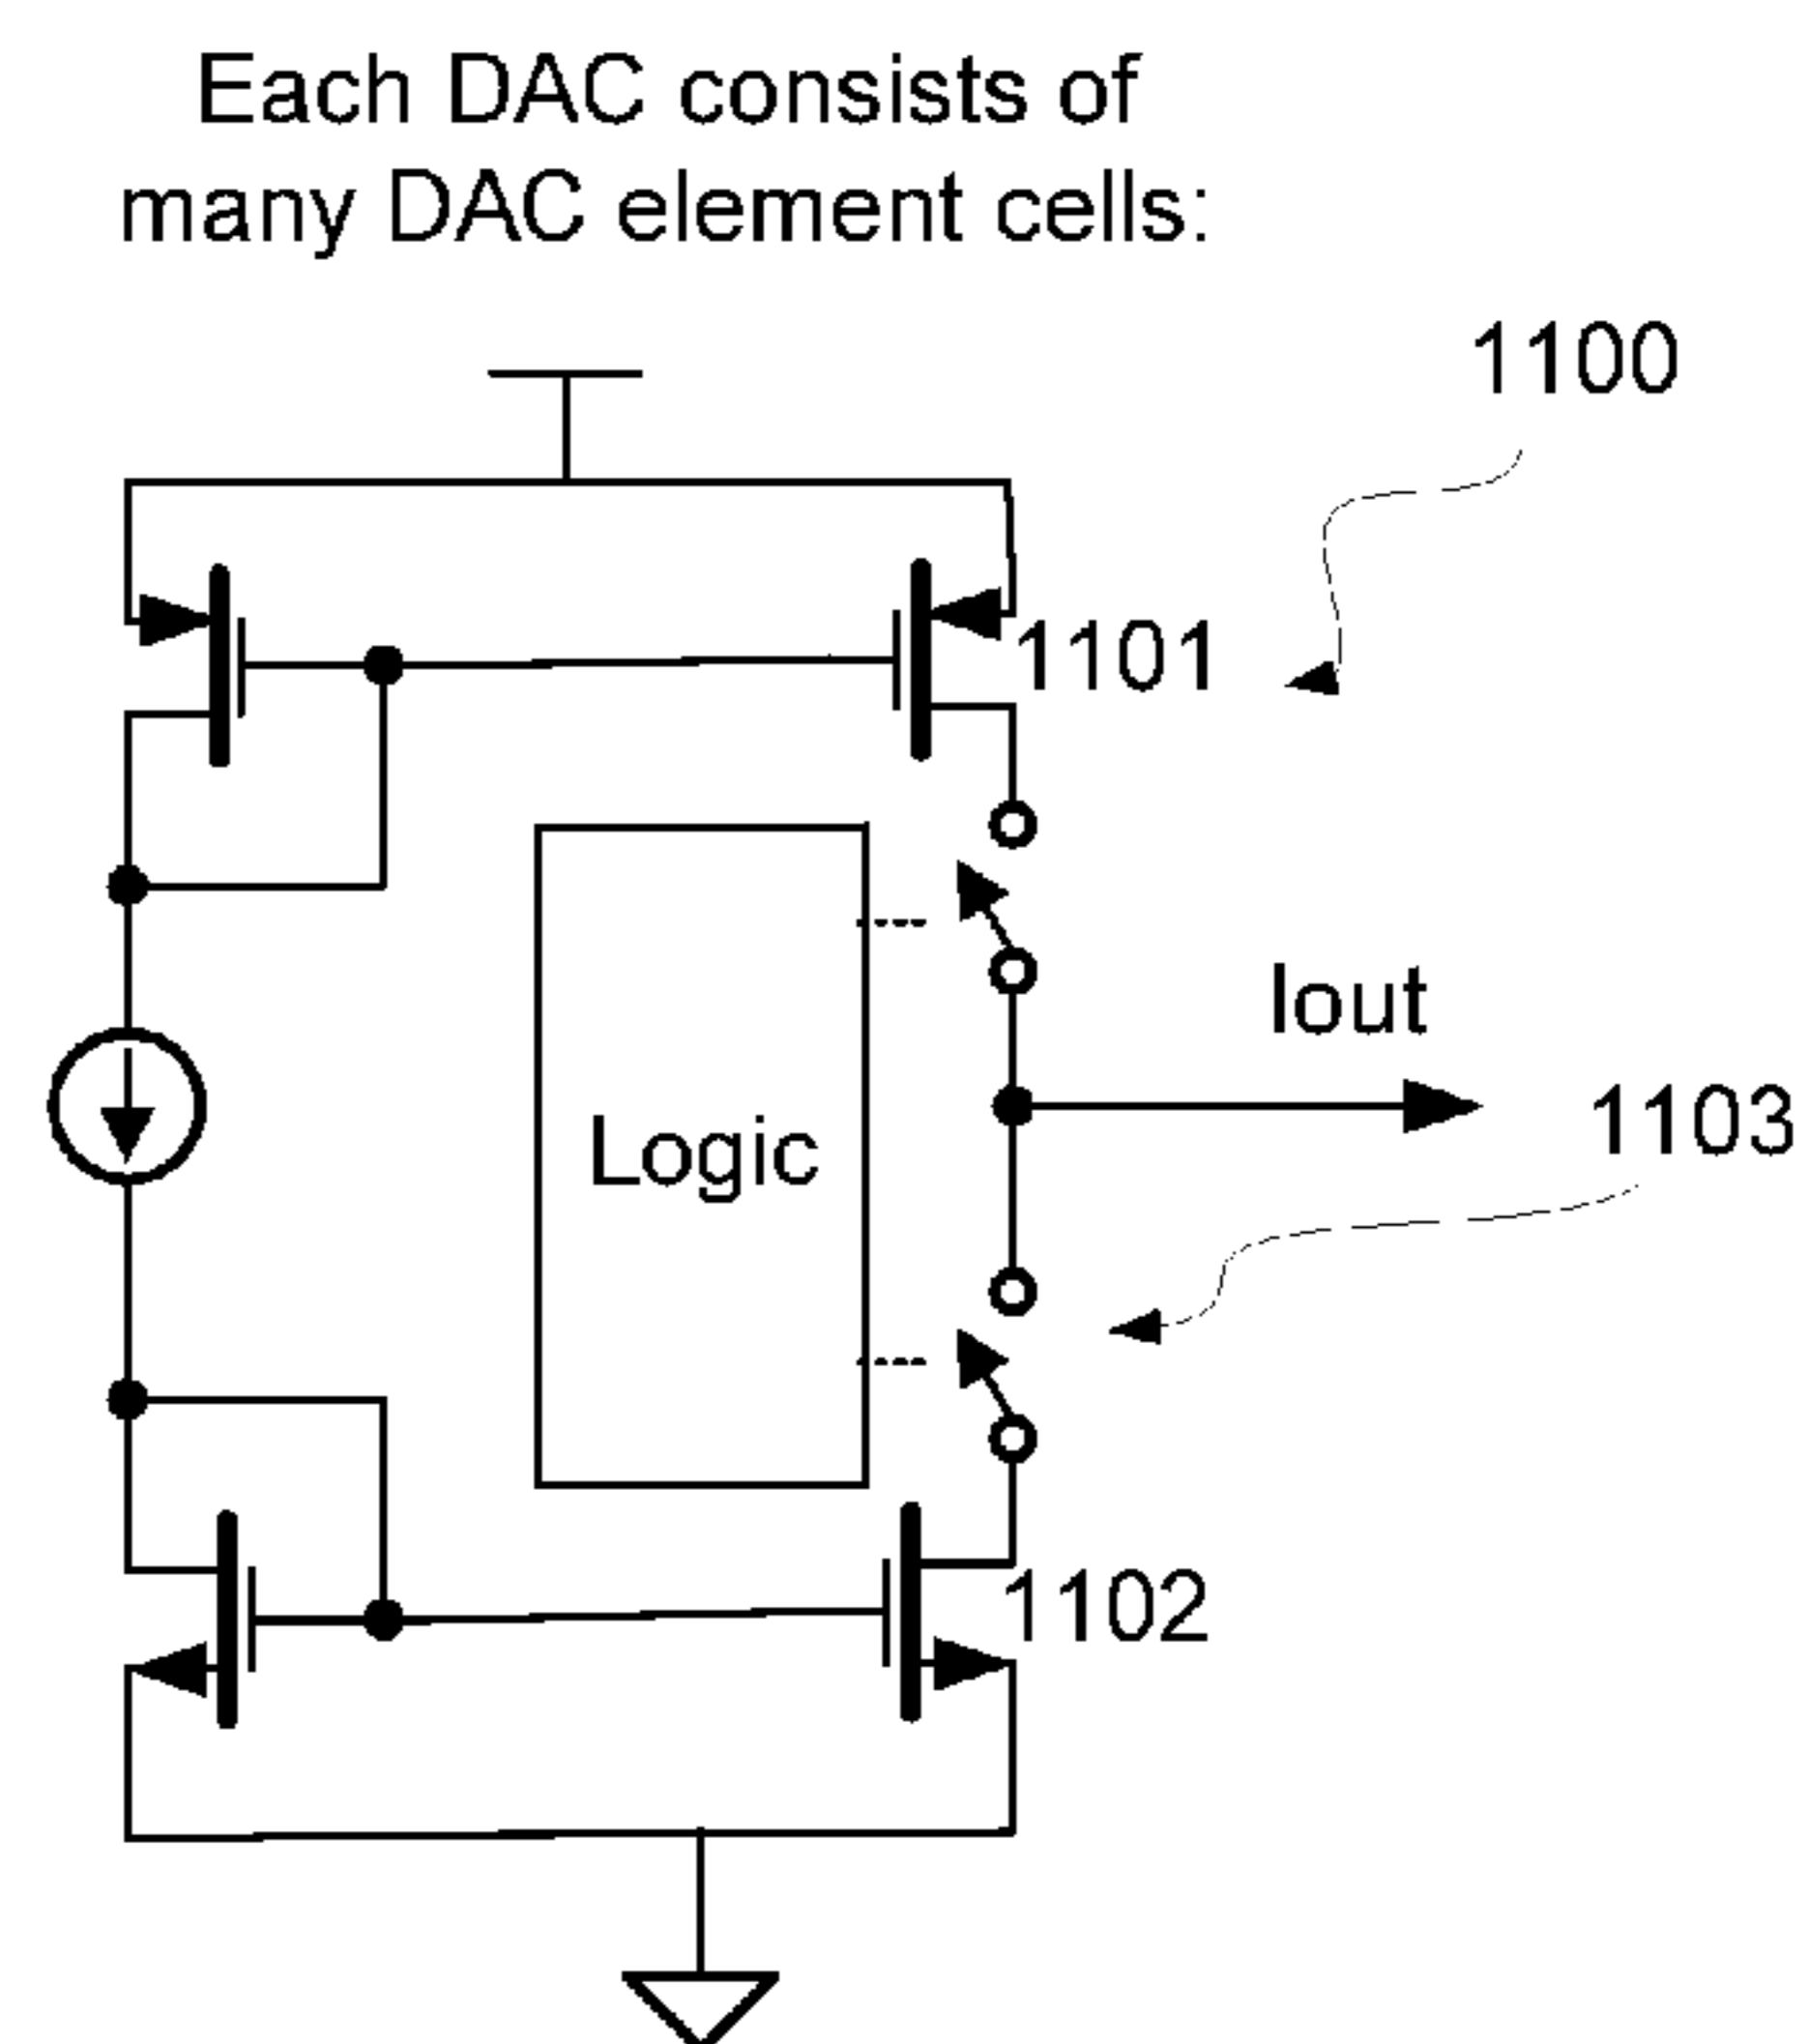 Each DAC consists of
many DAC element cells:
1100
1101
Iout
1103
Logic
1102